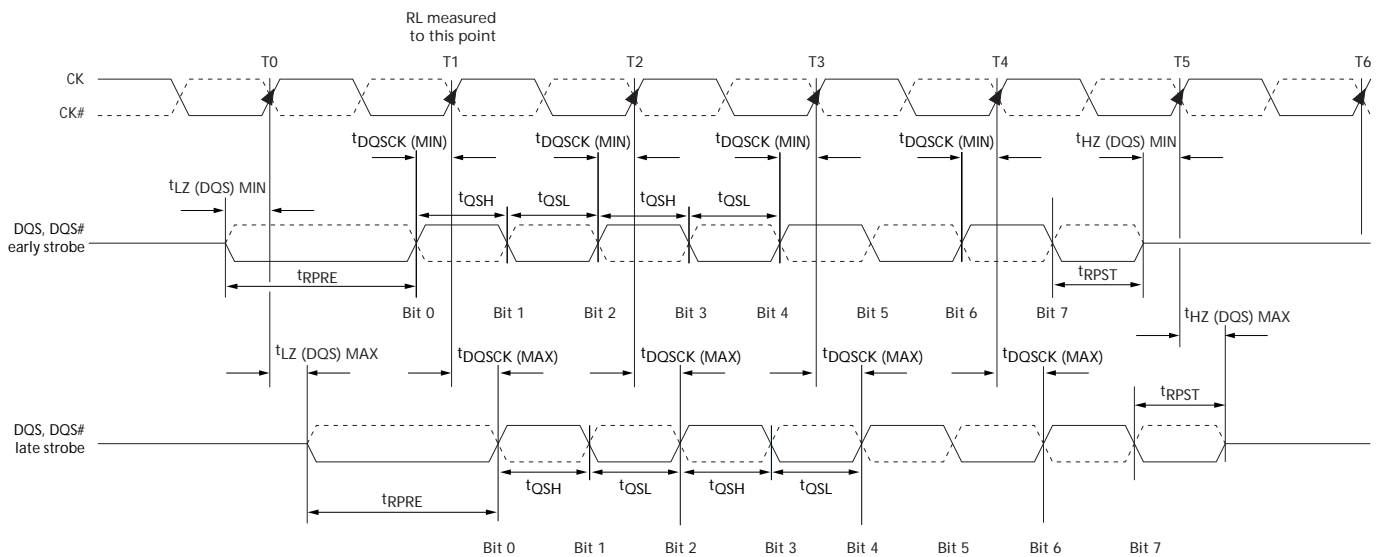 RL measured
to this point
T0 T1 T2 T3 T4 T5 T6
CK
CK#
tDQSCK (MIN) tDQSCK (MIN) tDQSCK (MIN) tDQSCK (MIN) tHZ (DQS) MIN
tLZ (DQS) MIN
tQSH tQSL tQSH tQSL
DQS, DQS#
early strobe
tRPRE tRPST
Bit 0 Bit 1 Bit 2 Bit 3 Bit 4 Bit 5 Bit 6 Bit 7
tHZ (DQS) MAX
tLZ (DQS) MAX tDQSCK (MAX) tDQSCK (MAX) tDQSCK (MAX) tDQSCK (MAX)
tRPST
DQS, DQS#
late strobe
tQSH tQSL tQSH tQSL
tRPRE
Bit 0 Bit 1 Bit 2 Bit 3 Bit 4 Bit 5 Bit 6 Bit 7